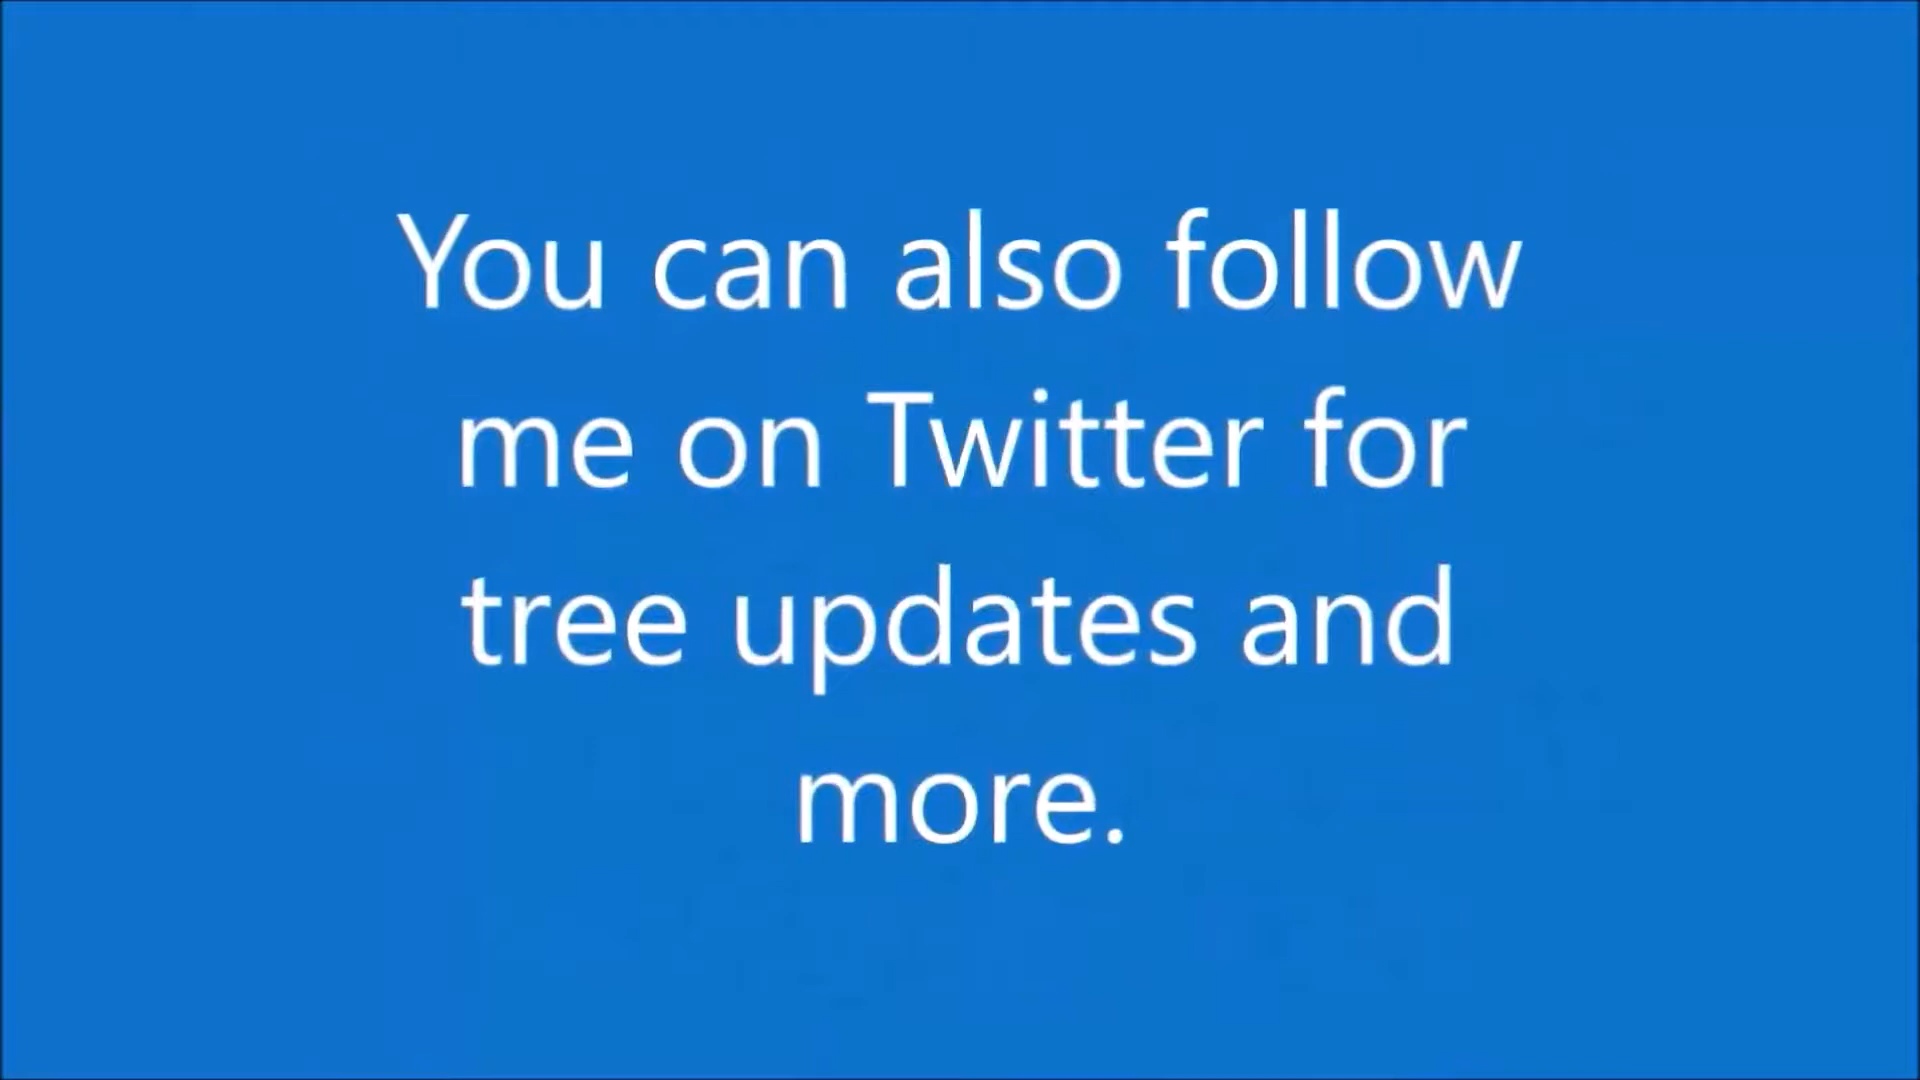 You can also follow
me on Twitter for
tree updates and
more.